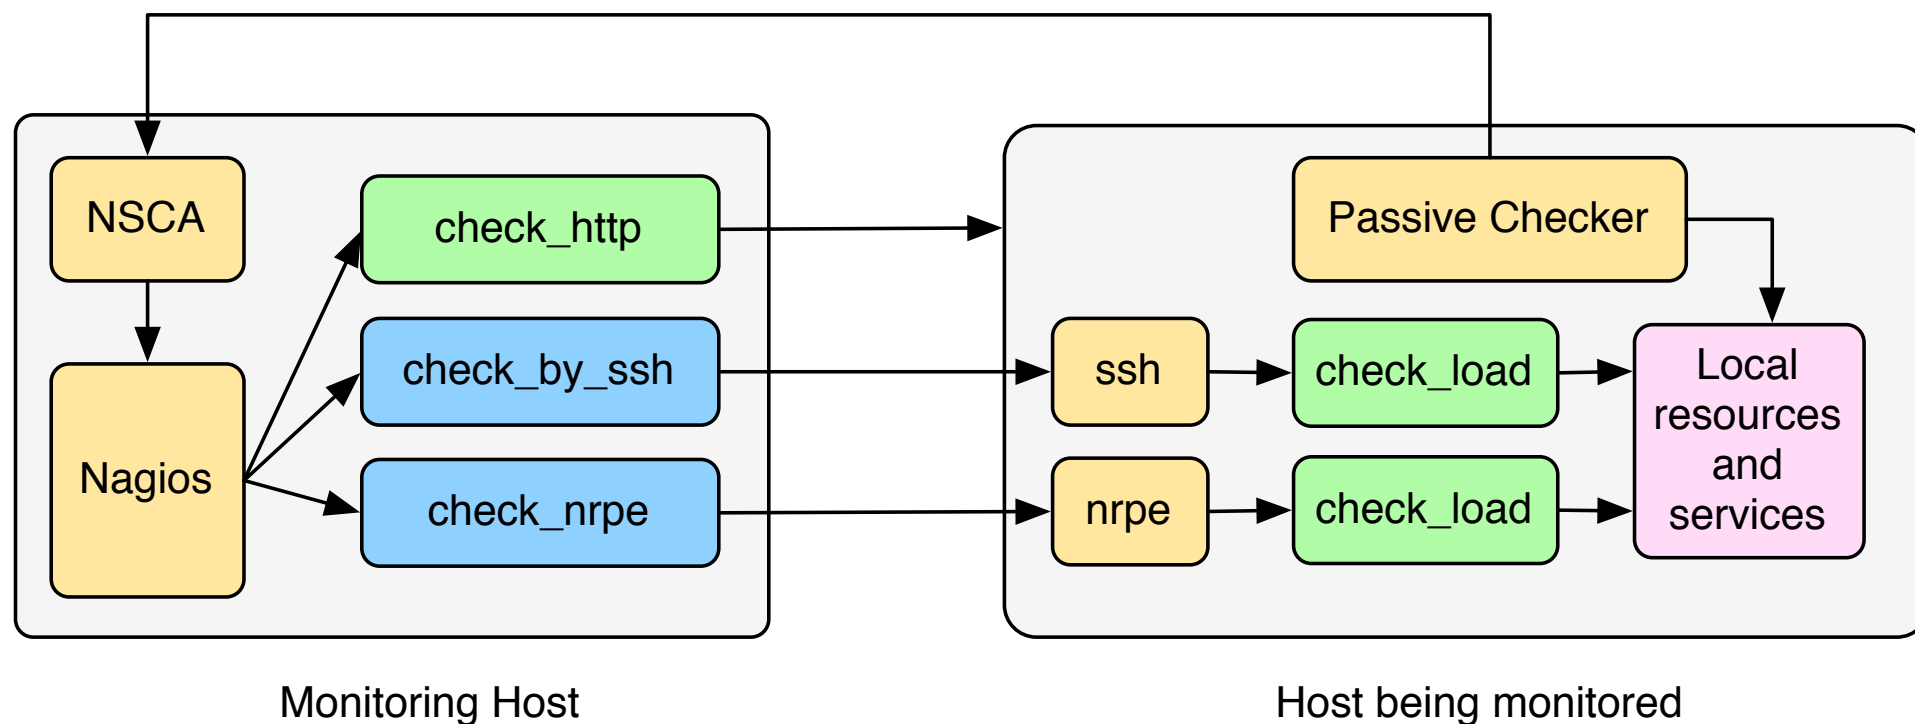 NSCA
Nagios
check_http
check_by_ssh
check_nrpe
Monitoring Host
Passive Checker
ssh
check_load
nrpe
check_load
Local
resources
and
services
Host being monitored